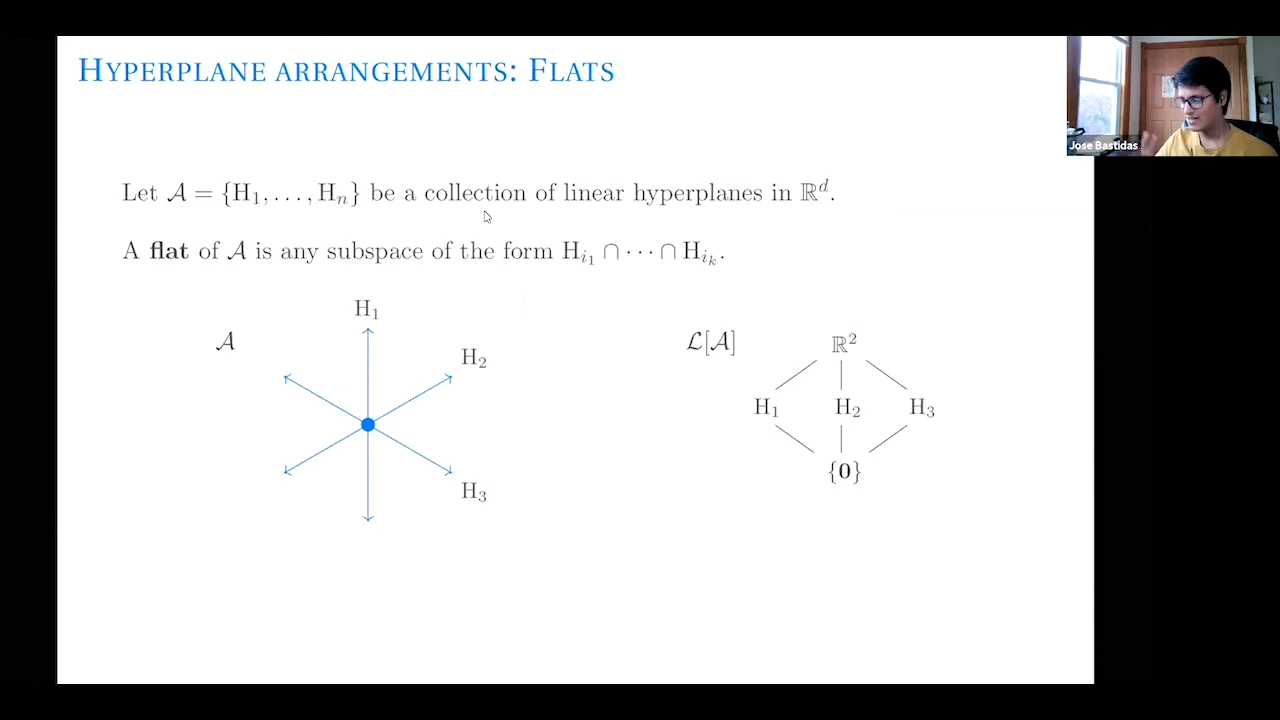 HYPERPLANE ARRANGEMENTS: FLATS
Jose Bastidas
Let 𝒜 = {H₁, …, Hₙ} be a collection of linear hyperplanes in ℝᵈ.
A flat of 𝒜 is any subspace of the form H_{i₁} ∩ ⋯ ∩ H_{iₖ}.
𝒜
H₁
H₂
H₃
ℒ[𝒜]
ℝ²
H₁ H₂ H₃
{0}